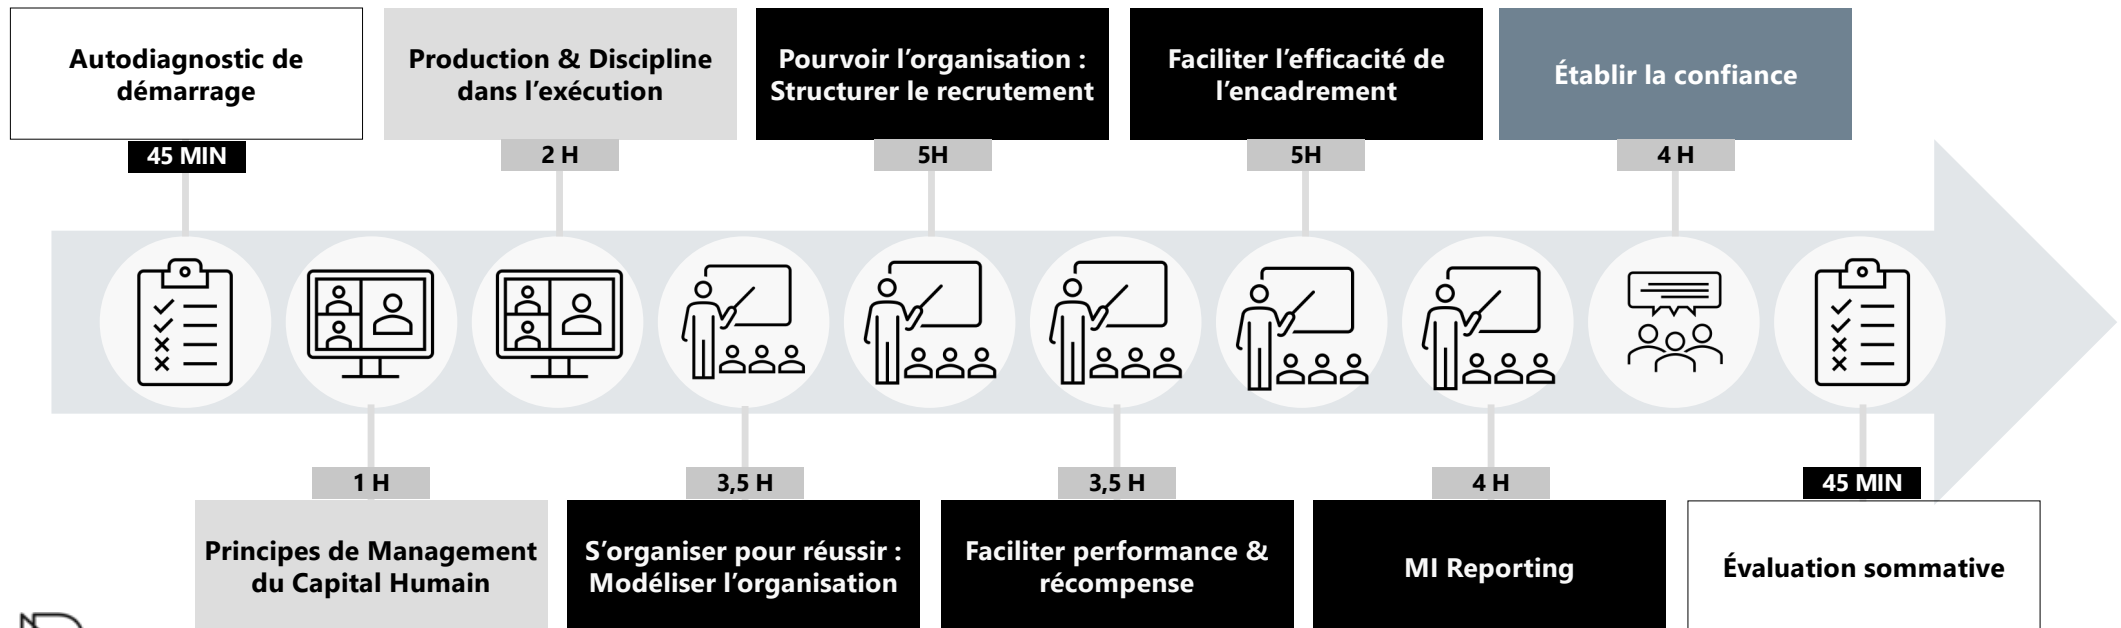 Autodiagnostic de
démarrage
45 MIN
Production & Discipline
dans l’exécution
2 H
Pourvoir l’organisation :
Structurer le recrutement
5H
Faciliter l’efficacité de
l’encadrement
5H
Établir la confiance
4 H
1 H
Principes de Management
du Capital Humain
3,5 H
S’organiser pour réussir :
Modéliser l’organisation
3,5 H
Faciliter performance &
récompense
4 H
MI Reporting
45 MIN
Évaluation sommative